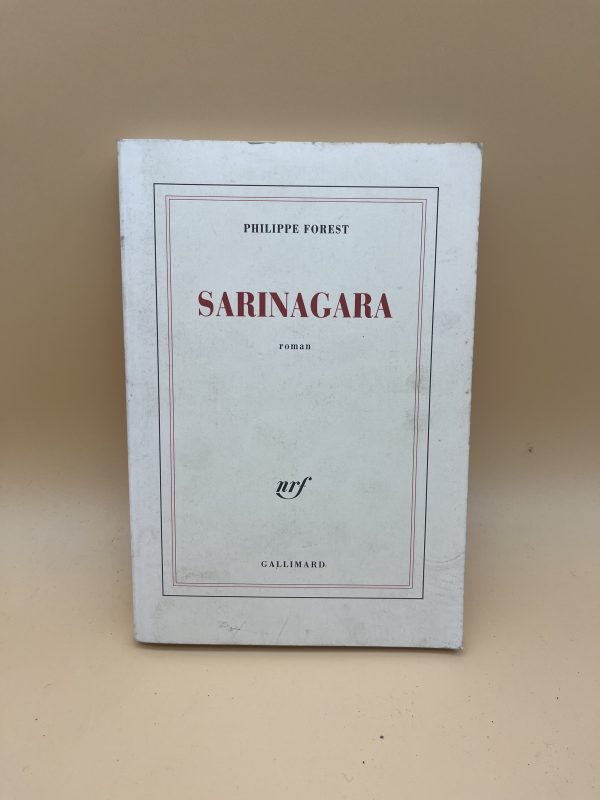 PHILIPPE FOREST
SARINAGARA
roman
nrf
GALLIMARD